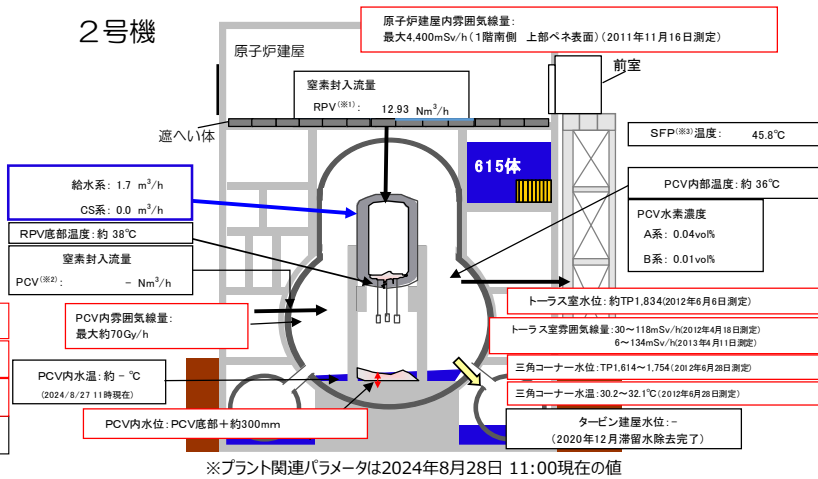 2号機
原子炉建屋内雰囲気線量:
最大4,400mSv/h(1階南側 上部ペネ表面)(2011年11月16日測定)
原子炉建屋
前室
窒素封入流量
RPV(※1): 12.93 Nm³/h
遮へい体
SFP(※3)温度: 45.8℃
615体
給水系: 1.7 m³/h
CS系: 0.0 m³/h
PCV内部温度:約 36℃
RPV底部温度:約 38℃
PCV水素濃度
A系: 0.04vol%
B系: 0.01vol%
窒素封入流量
PCV(※2): - Nm³/h
トーラス室水位:約TP1,834(2012年6月6日測定)
PCV内雰囲気線量:
最大約70Gy/h
トーラス室雰囲気線量:30~118mSv/h(2012年4月18日測定)
6~134mSv/h(2013年4月11日測定)
三角コーナー水位:TP1,614~1,754(2012年6月28日測定)
PCV内水温:約 - ℃
(2024/8/27 11時現在)
三角コーナー水温:30.2~32.1℃(2012年6月28日測定)
PCV内水位:PCV底部+約300mm
タービン建屋水位:-
(2020年12月滞留水除去完了)
※プラント関連パラメータは2024年8月28日 11:00現在の値